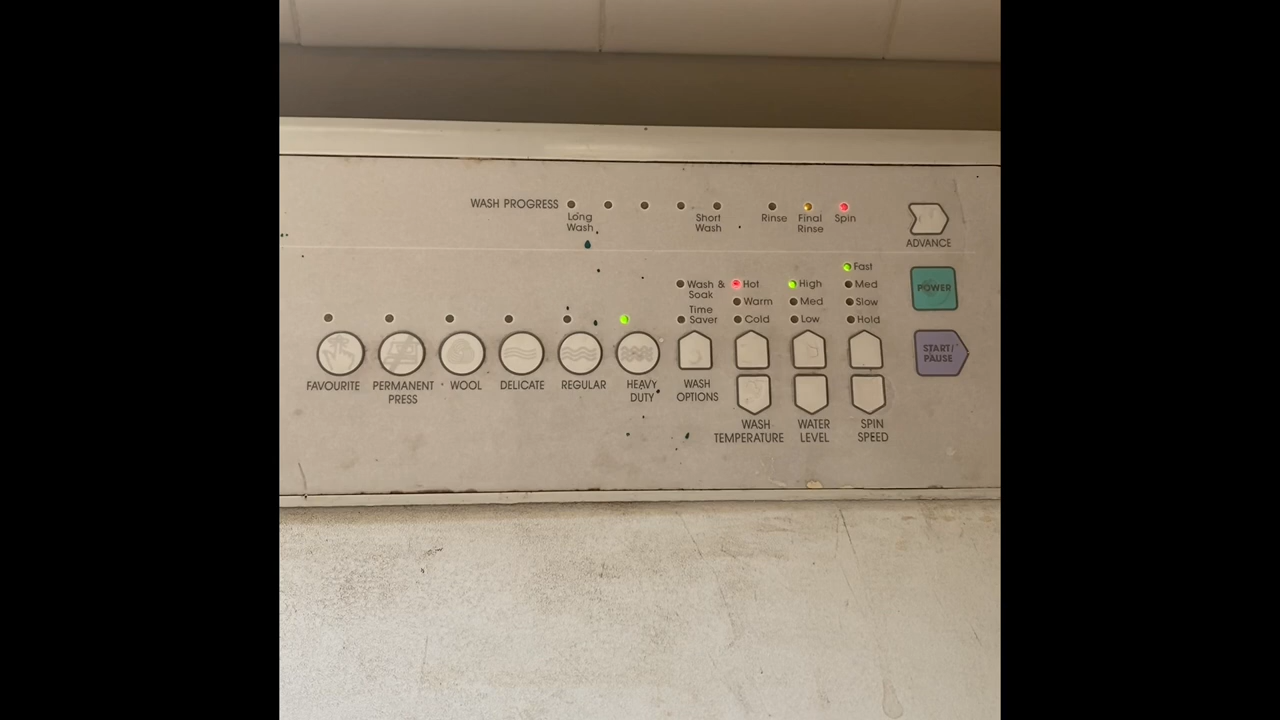 WASH PROGRESS
Long
Wash
Short
Wash
Rinse
Final
Rinse
Spin
ADVANCE
Wash &
Soak
Time
Saver
Hot
Warm
Cold
High
Med
Low
Fast
Med
Slow
Hold
POWER
START/
PAUSE
FAVOURITE
PERMANENT
PRESS
WOOL
DELICATE
REGULAR
HEAVY
DUTY
WASH
OPTIONS
WASH
TEMPERATURE
WATER
LEVEL
SPIN
SPEED